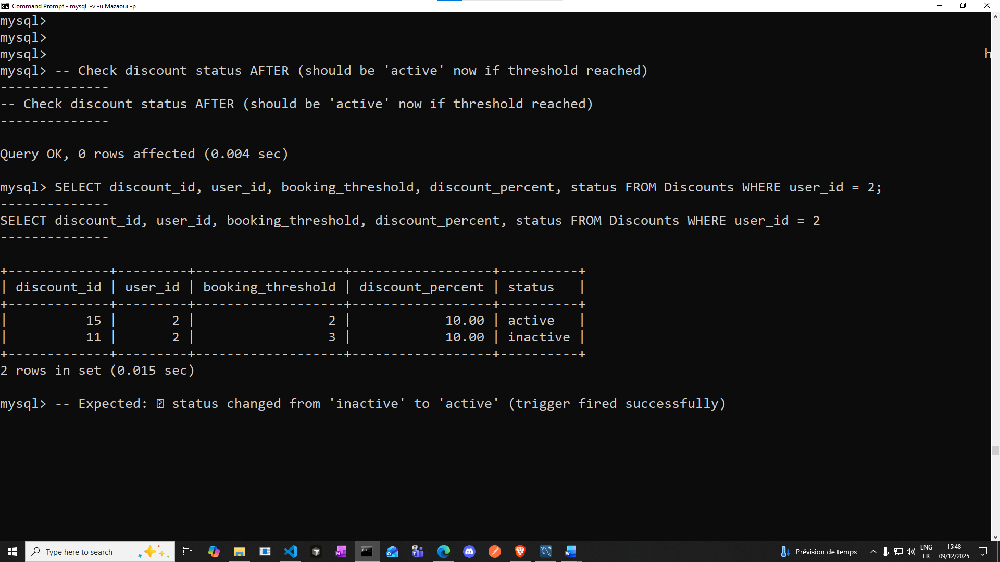 Command Prompt - mysql -v -u Mazaoui -p
mysql>
mysql>
mysql> h
mysql> -- Check discount status AFTER (should be 'active' now if threshold reached)
--------------
-- Check discount status AFTER (should be 'active' now if threshold reached)
--------------
Query OK, 0 rows affected (0.004 sec)
mysql> SELECT discount_id, user_id, booking_threshold, discount_percent, status FROM Discounts WHERE user_id = 2;
--------------
SELECT discount_id, user_id, booking_threshold, discount_percent, status FROM Discounts WHERE user_id = 2
--------------
+-------------+---------+-------------------+------------------+----------+
| discount_id | user_id | booking_threshold | discount_percent | status   |
+-------------+---------+-------------------+------------------+----------+
|          15 |       2 |                 2 |            10.00 | active   |
|          11 |       2 |                 3 |            10.00 | inactive |
+-------------+---------+-------------------+------------------+----------+
2 rows in set (0.015 sec)
mysql> -- Expected: ⍰ status changed from 'inactive' to 'active' (trigger fired successfully)
Type here to search
Prévision de temps
ENG
FR
15:48
09/12/2025